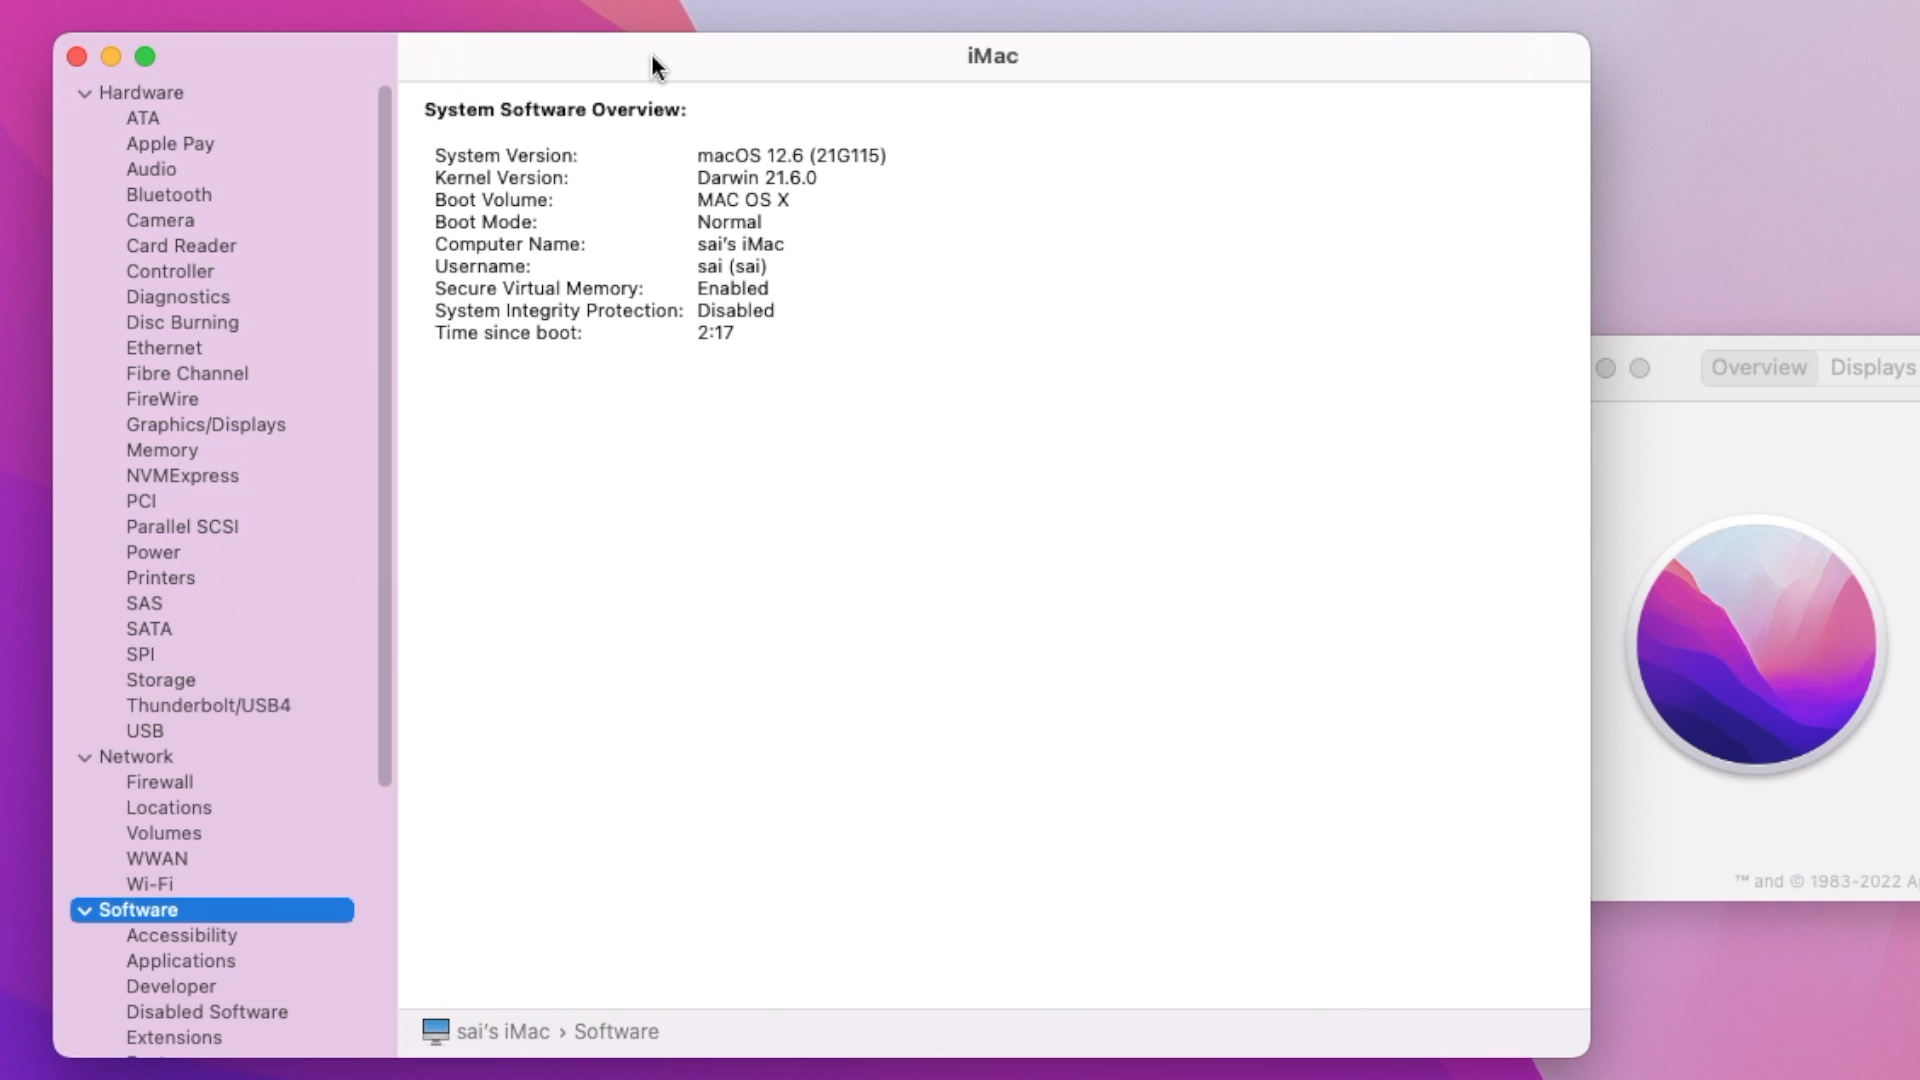 iMac
Hardware
ATA
Apple Pay
Audio
Bluetooth
Camera
Card Reader
Controller
Diagnostics
Disc Burning
Ethernet
Fibre Channel
FireWire
Graphics/Displays
Memory
NVMExpress
PCI
Parallel SCSI
Power
Printers
SAS
SATA
SPI
Storage
Thunderbolt/USB4
USB
Network
Firewall
Locations
Volumes
WWAN
Wi-Fi
Software
Accessibility
Applications
Developer
Disabled Software
Extensions
System Software Overview:
System Version: macOS 12.6 (21G115)
Kernel Version: Darwin 21.6.0
Boot Volume: MAC OS X
Boot Mode: Normal
Computer Name: sai's iMac
Username: sai (sai)
Secure Virtual Memory: Enabled
System Integrity Protection: Disabled
Time since boot: 2:17
sai's iMac › Software
Overview Displays
™ and © 1983-2022